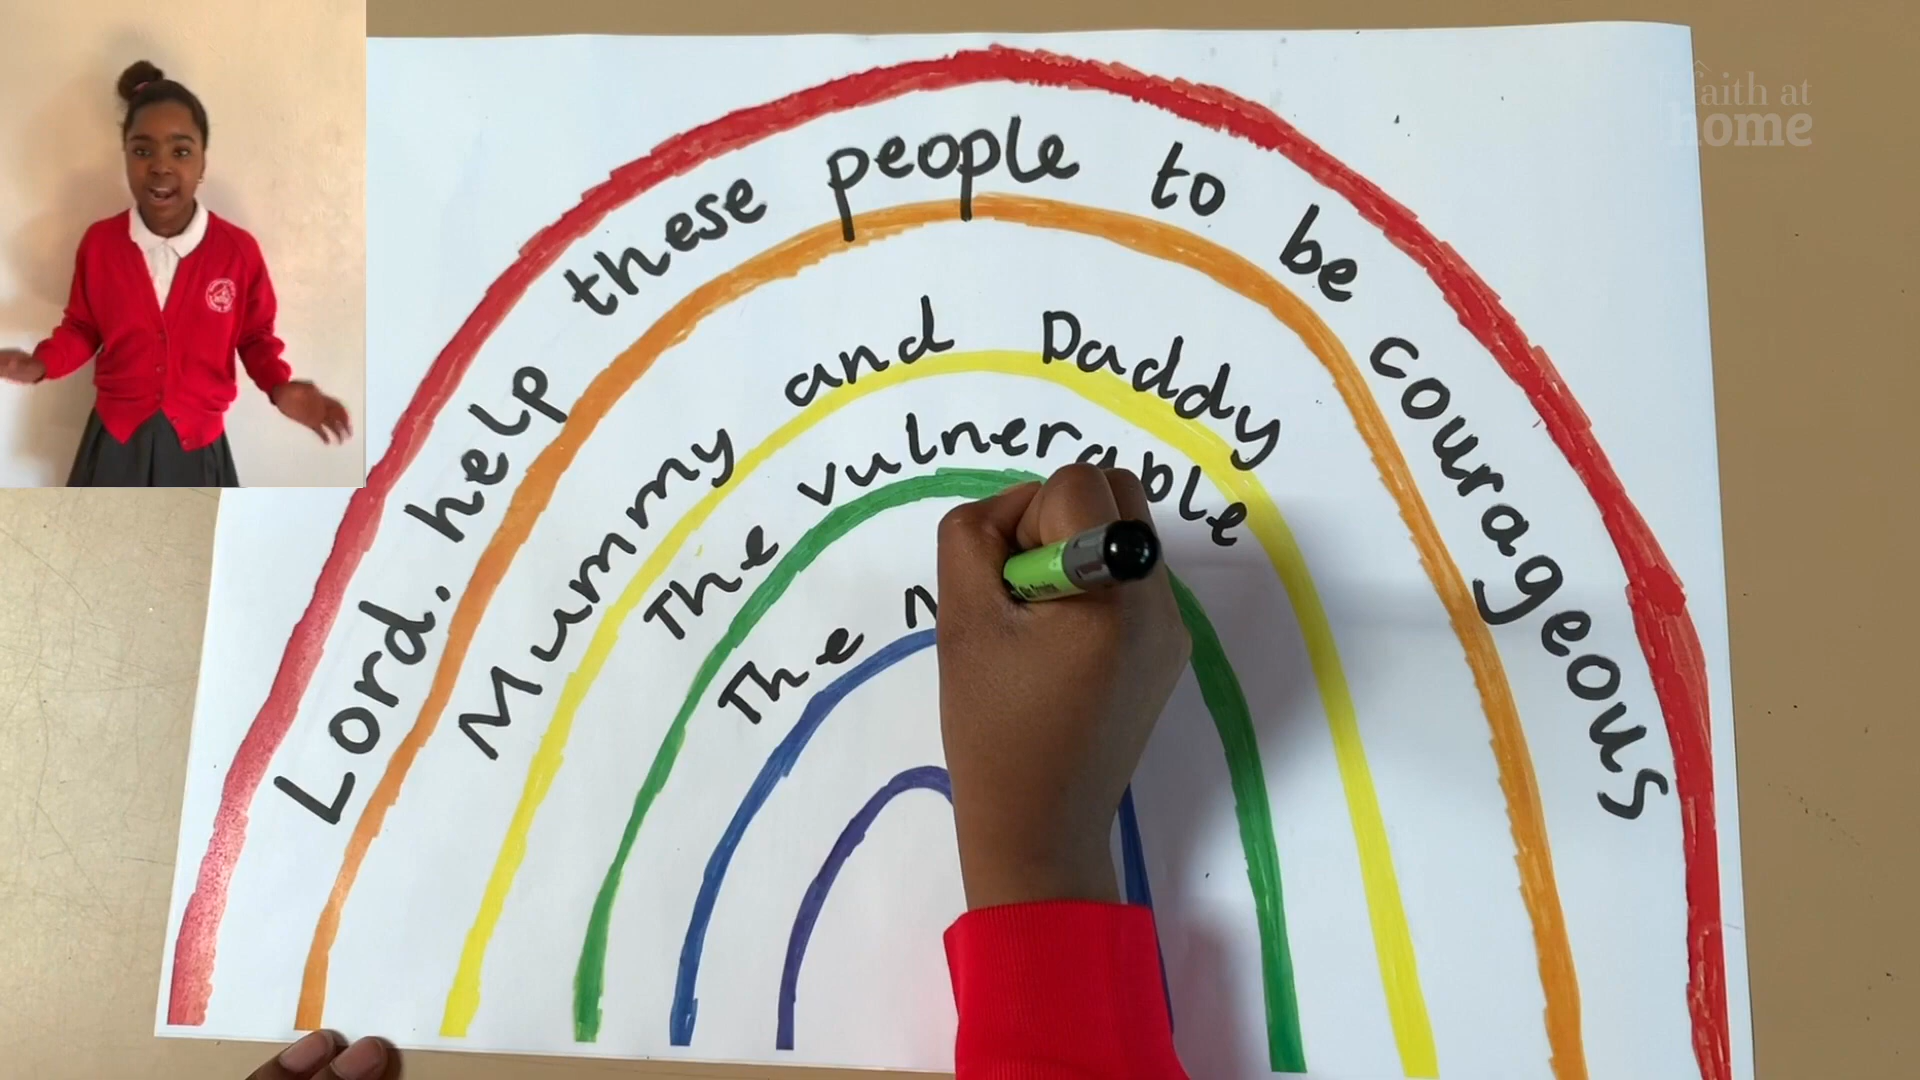 faith at
home
Lord, help these people to be courageous
Mummy and Daddy
The vulnerable
The